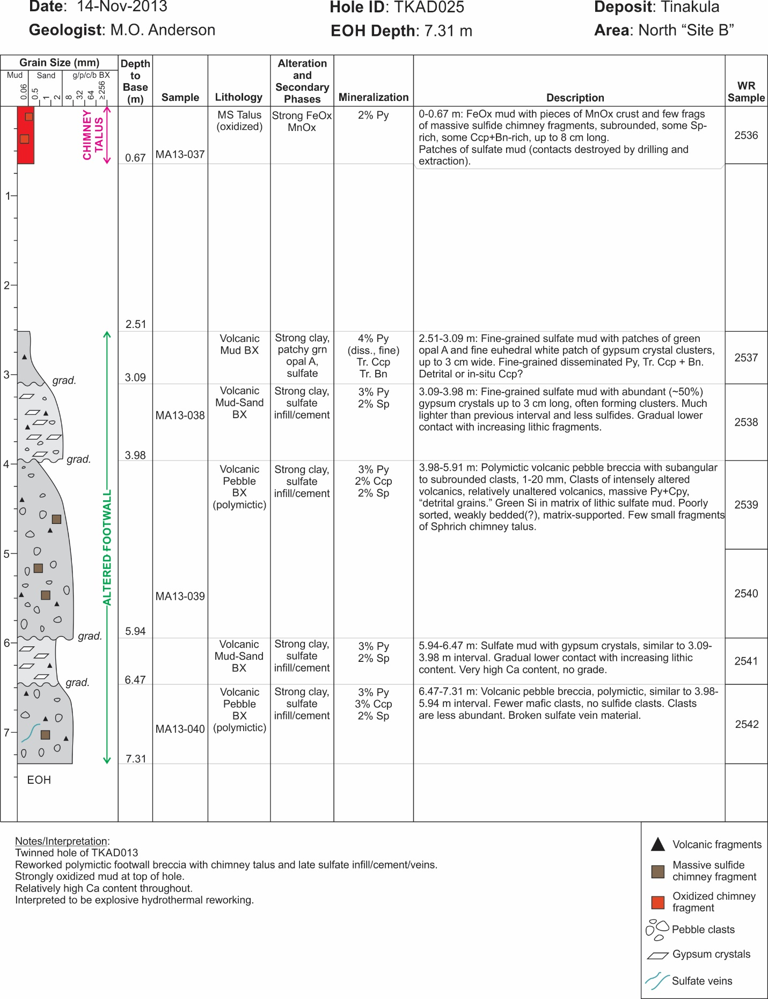 Date: 14-Nov-2013
Hole ID: TKAD025
Deposit: Tinakula
Geologist: M.O. Anderson
EOH Depth: 7.31 m
Area: North “Site B”
Grain Size (mm)
Mud
Sand
g/p/c/b BX
0.06
0.5
1
2
8
32
64
≥256
Depth
to
Base
(m)
Sample
Lithology
Alteration
and
Secondary
Phases
Mineralization
Description
WR
Sample
CHIMNEY
TALUS
0.67
MA13-037
MS Talus
(oxidized)
Strong FeOx
MnOx
2% Py
0-0.67 m: FeOx mud with pieces of MnOx crust and few frags
of massive sulfide chimney fragments, subrounded, some Sp-
rich, some Ccp+Bn-rich, up to 8 cm long.
Patches of sulfate mud (contacts destroyed by drilling and
extraction).
2536
1
2
2.51
ALTERED FOOTWALL
3
grad.
3.09
Volcanic
Mud BX
Strong clay,
patchy grn
opal A,
sulfate
4% Py
(diss., fine)
Tr. Ccp
Tr. Bn
2.51-3.09 m: Fine-grained sulfate mud with patches of green
opal A and fine euhedral white patch of gypsum crystal clusters,
up to 3 cm wide. Fine-grained disseminated Py, Tr. Ccp + Bn.
Detrital or in-situ Ccp?
2537
grad.
3.98
MA13-038
Volcanic
Mud-Sand
BX
Strong clay,
sulfate
infill/cement
3% Py
2% Sp
3.09-3.98 m: Fine-grained sulfate mud with abundant (~50%)
gypsum crystals up to 3 cm long, often forming clusters. Much
lighter than previous interval and less sulfides. Gradual lower
contact with increasing lithic fragments.
2538
4
5
grad.
5.94
MA13-039
Volcanic
Pebble
BX
(polymictic)
Strong clay,
sulfate
infill/cement
3% Py
2% Ccp
2% Sp
3.98-5.91 m: Polymictic volcanic pebble breccia with subangular
to subrounded clasts, 1-20 mm, Clasts of intensely altered
volcanics, relatively unaltered volcanics, massive Py+Cpy,
“detrital grains.” Green Si in matrix of lithic sulfate mud. Poorly
sorted, weakly bedded(?), matrix-supported. Few small fragments
of Sphrich chimney talus.
2539
2540
6
grad.
6.47
Volcanic
Mud-Sand
BX
Strong clay,
sulfate
infill/cement
3% Py
2% Sp
5.94-6.47 m: Sulfate mud with gypsum crystals, similar to 3.09-
3.98 m interval. Gradual lower contact with increasing lithic
content. Very high Ca content, no grade.
2541
7
7.31
MA13-040
Volcanic
Pebble
BX
(polymictic)
Strong clay,
sulfate
infill/cement
3% Py
3% Ccp
2% Sp
6.47-7.31 m: Volcanic pebble breccia, polymictic, similar to 3.98-
5.94 m interval. Fewer mafic clasts, no sulfide clasts. Clasts
are less abundant. Broken sulfate vein material.
2542
EOH
Notes/Interpretation:
Twinned hole of TKAD013
Reworked polymictic footwall breccia with chimney talus and late sulfate infill/cement/veins.
Strongly oxidized mud at top of hole.
Relatively high Ca content throughout.
Interpreted to be explosive hydrothermal reworking.
Volcanic fragments
Massive sulfide
chimney fragment
Oxidized chimney
fragment
Pebble clasts
Gypsum crystals
Sulfate veins